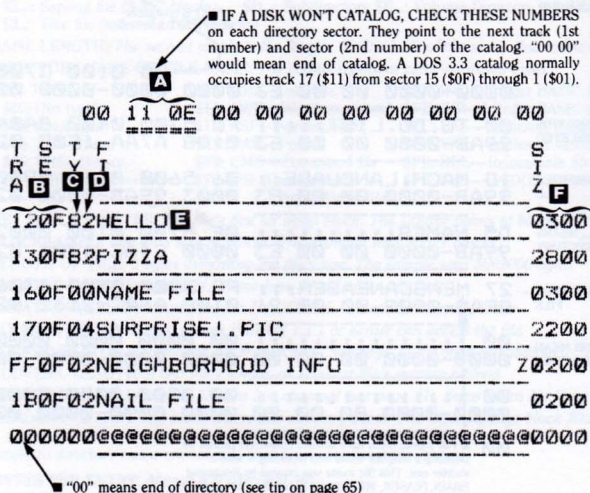 ■ IF A DISK WON'T CATALOG, CHECK THESE NUMBERS
on each directory sector. They point to the next track (1st
number) and sector (2nd number) of the catalog. "00 00"
would mean end of catalog. A DOS 3.3 catalog normally
occupies track 17 ($11) from sector 15 ($0F) through 1 ($01).
A
00 11 0E 00 00 00 00 00 00 00 00
T S T F S
R E Y I I
A B C D Z F
120F82HELLO E 0300
130F82PIZZA 2800
160F02NAME FILE 0300
170F04SURPRISE!.PIC 2200
FF0F02NEIGHBORHOOD INFO Z0200
1B0F02NAIL FILE 0200
000000@@@@@@@@@@@@@@@@@@@@@@@@@@@@@@0000
■ "00" means end of directory (see tip on page 65)